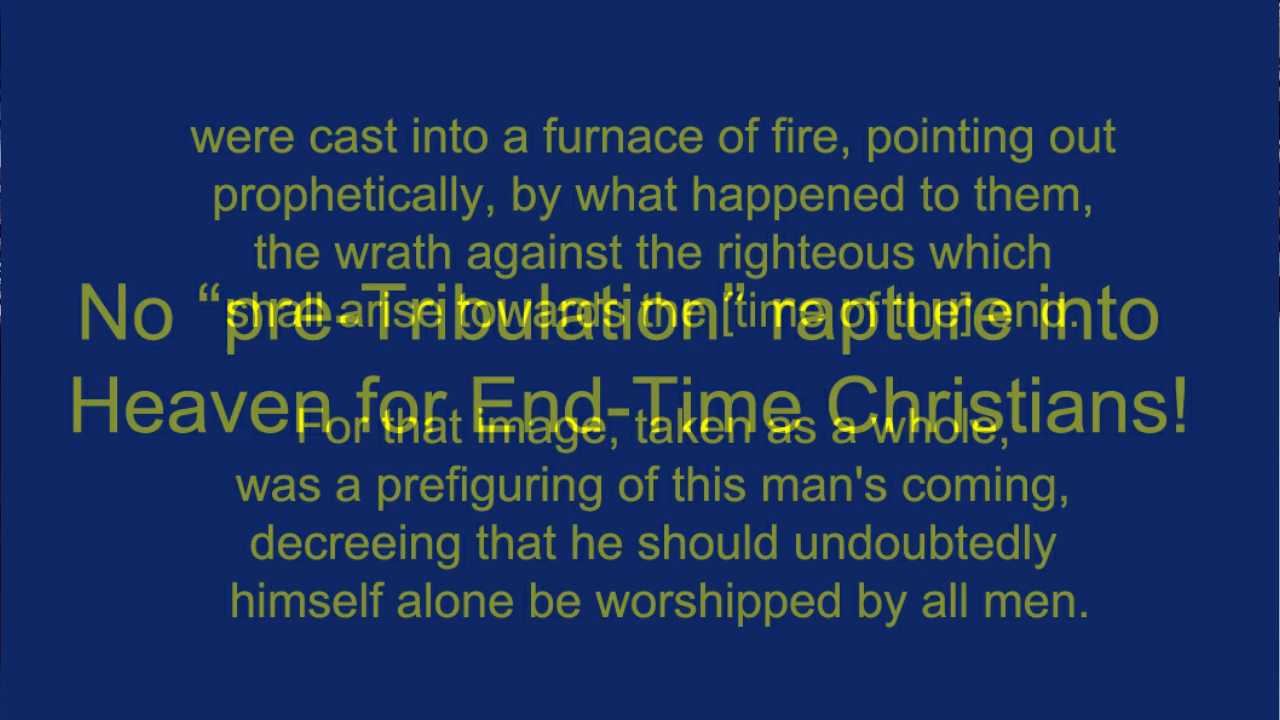 were cast into a furnace of fire, pointing out
prophetically, by what happened to them,
the wrath against the righteous which
shall arise towards the [time of the] end.
No “pre-Tribulation” rapture into
Heaven for End-Time Christians!
For that image, taken as a whole,
was a prefiguring of this man's coming,
decreeing that he should undoubtedly
himself alone be worshipped by all men.